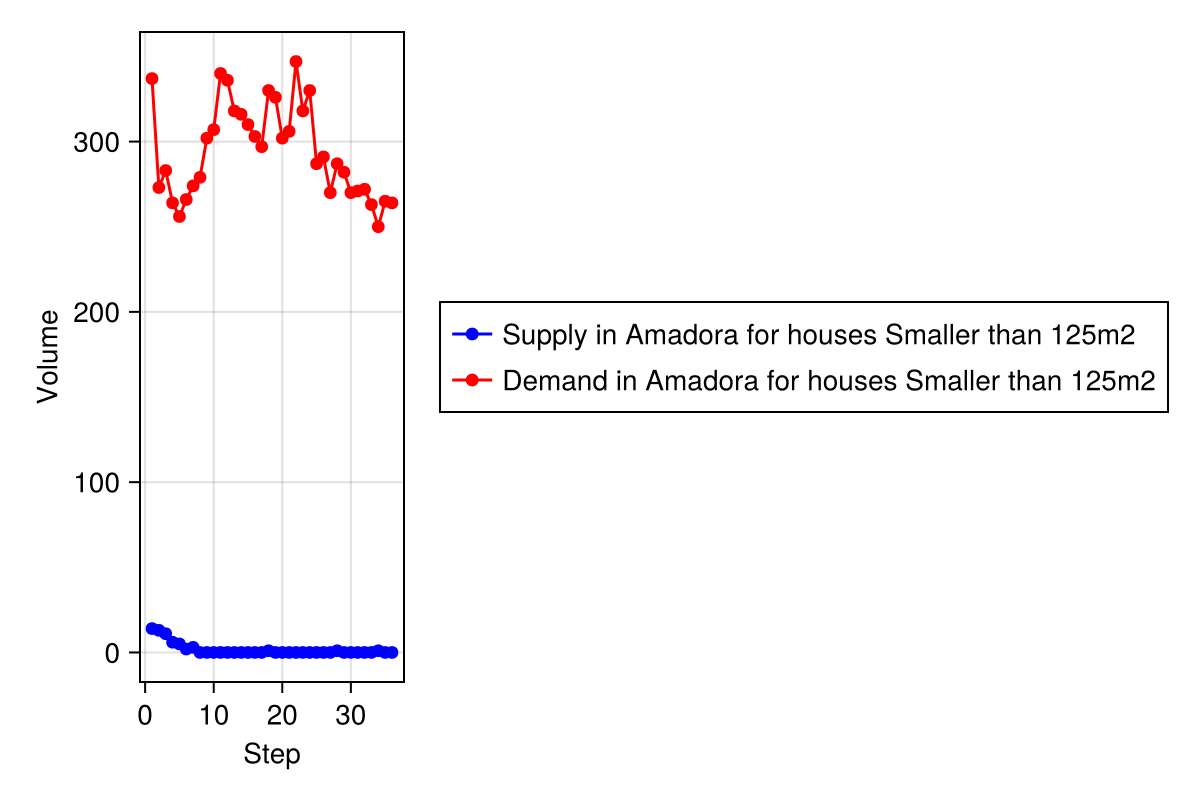 300
200
100
0
Volume
0 10 20 30
Step
Supply in Amadora for houses Smaller than 125m2
Demand in Amadora for houses Smaller than 125m2